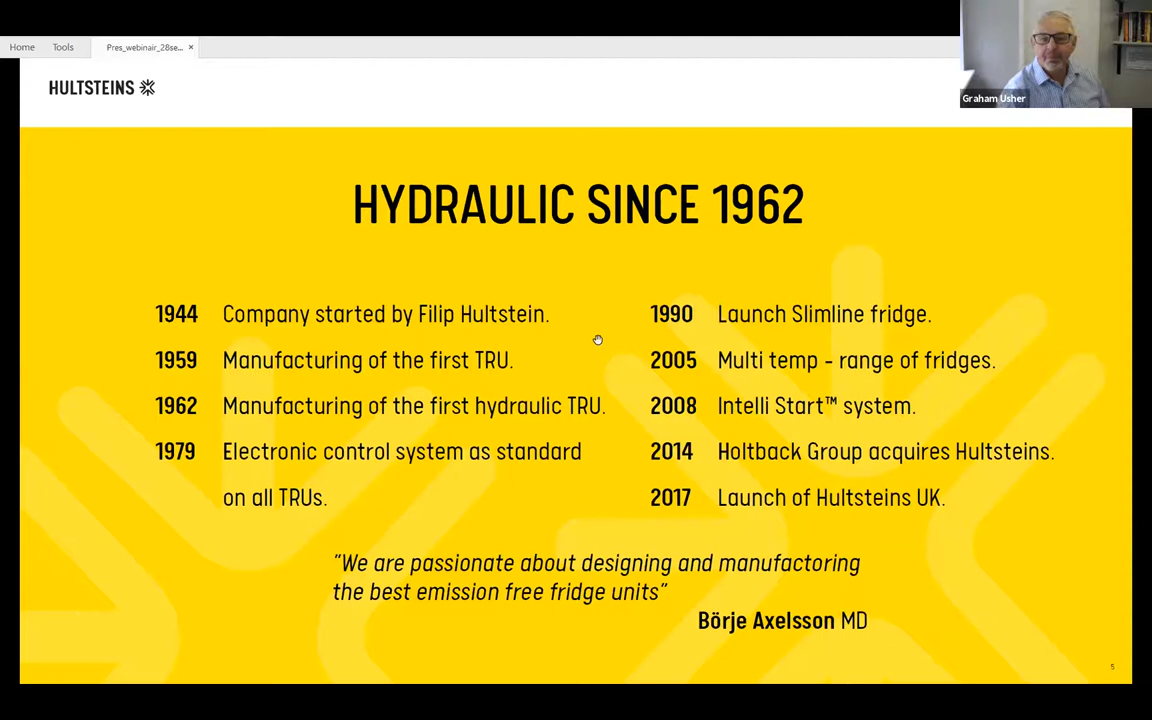 Home Tools Pres_webinair_28se... ×
Graham Usher
HULTSTEINS
HYDRAULIC SINCE 1962
1944 Company started by Filip Hultstein.
1959 Manufacturing of the first TRU.
1962 Manufacturing of the first hydraulic TRU.
1979 Electronic control system as standard
on all TRUs.
1990 Launch Slimline fridge.
2005 Multi temp - range of fridges.
2008 Intelli Start™ system.
2014 Holtback Group acquires Hultsteins.
2017 Launch of Hultsteins UK.
"We are passionate about designing and manufactoring
the best emission free fridge units"
Börje Axelsson MD
5